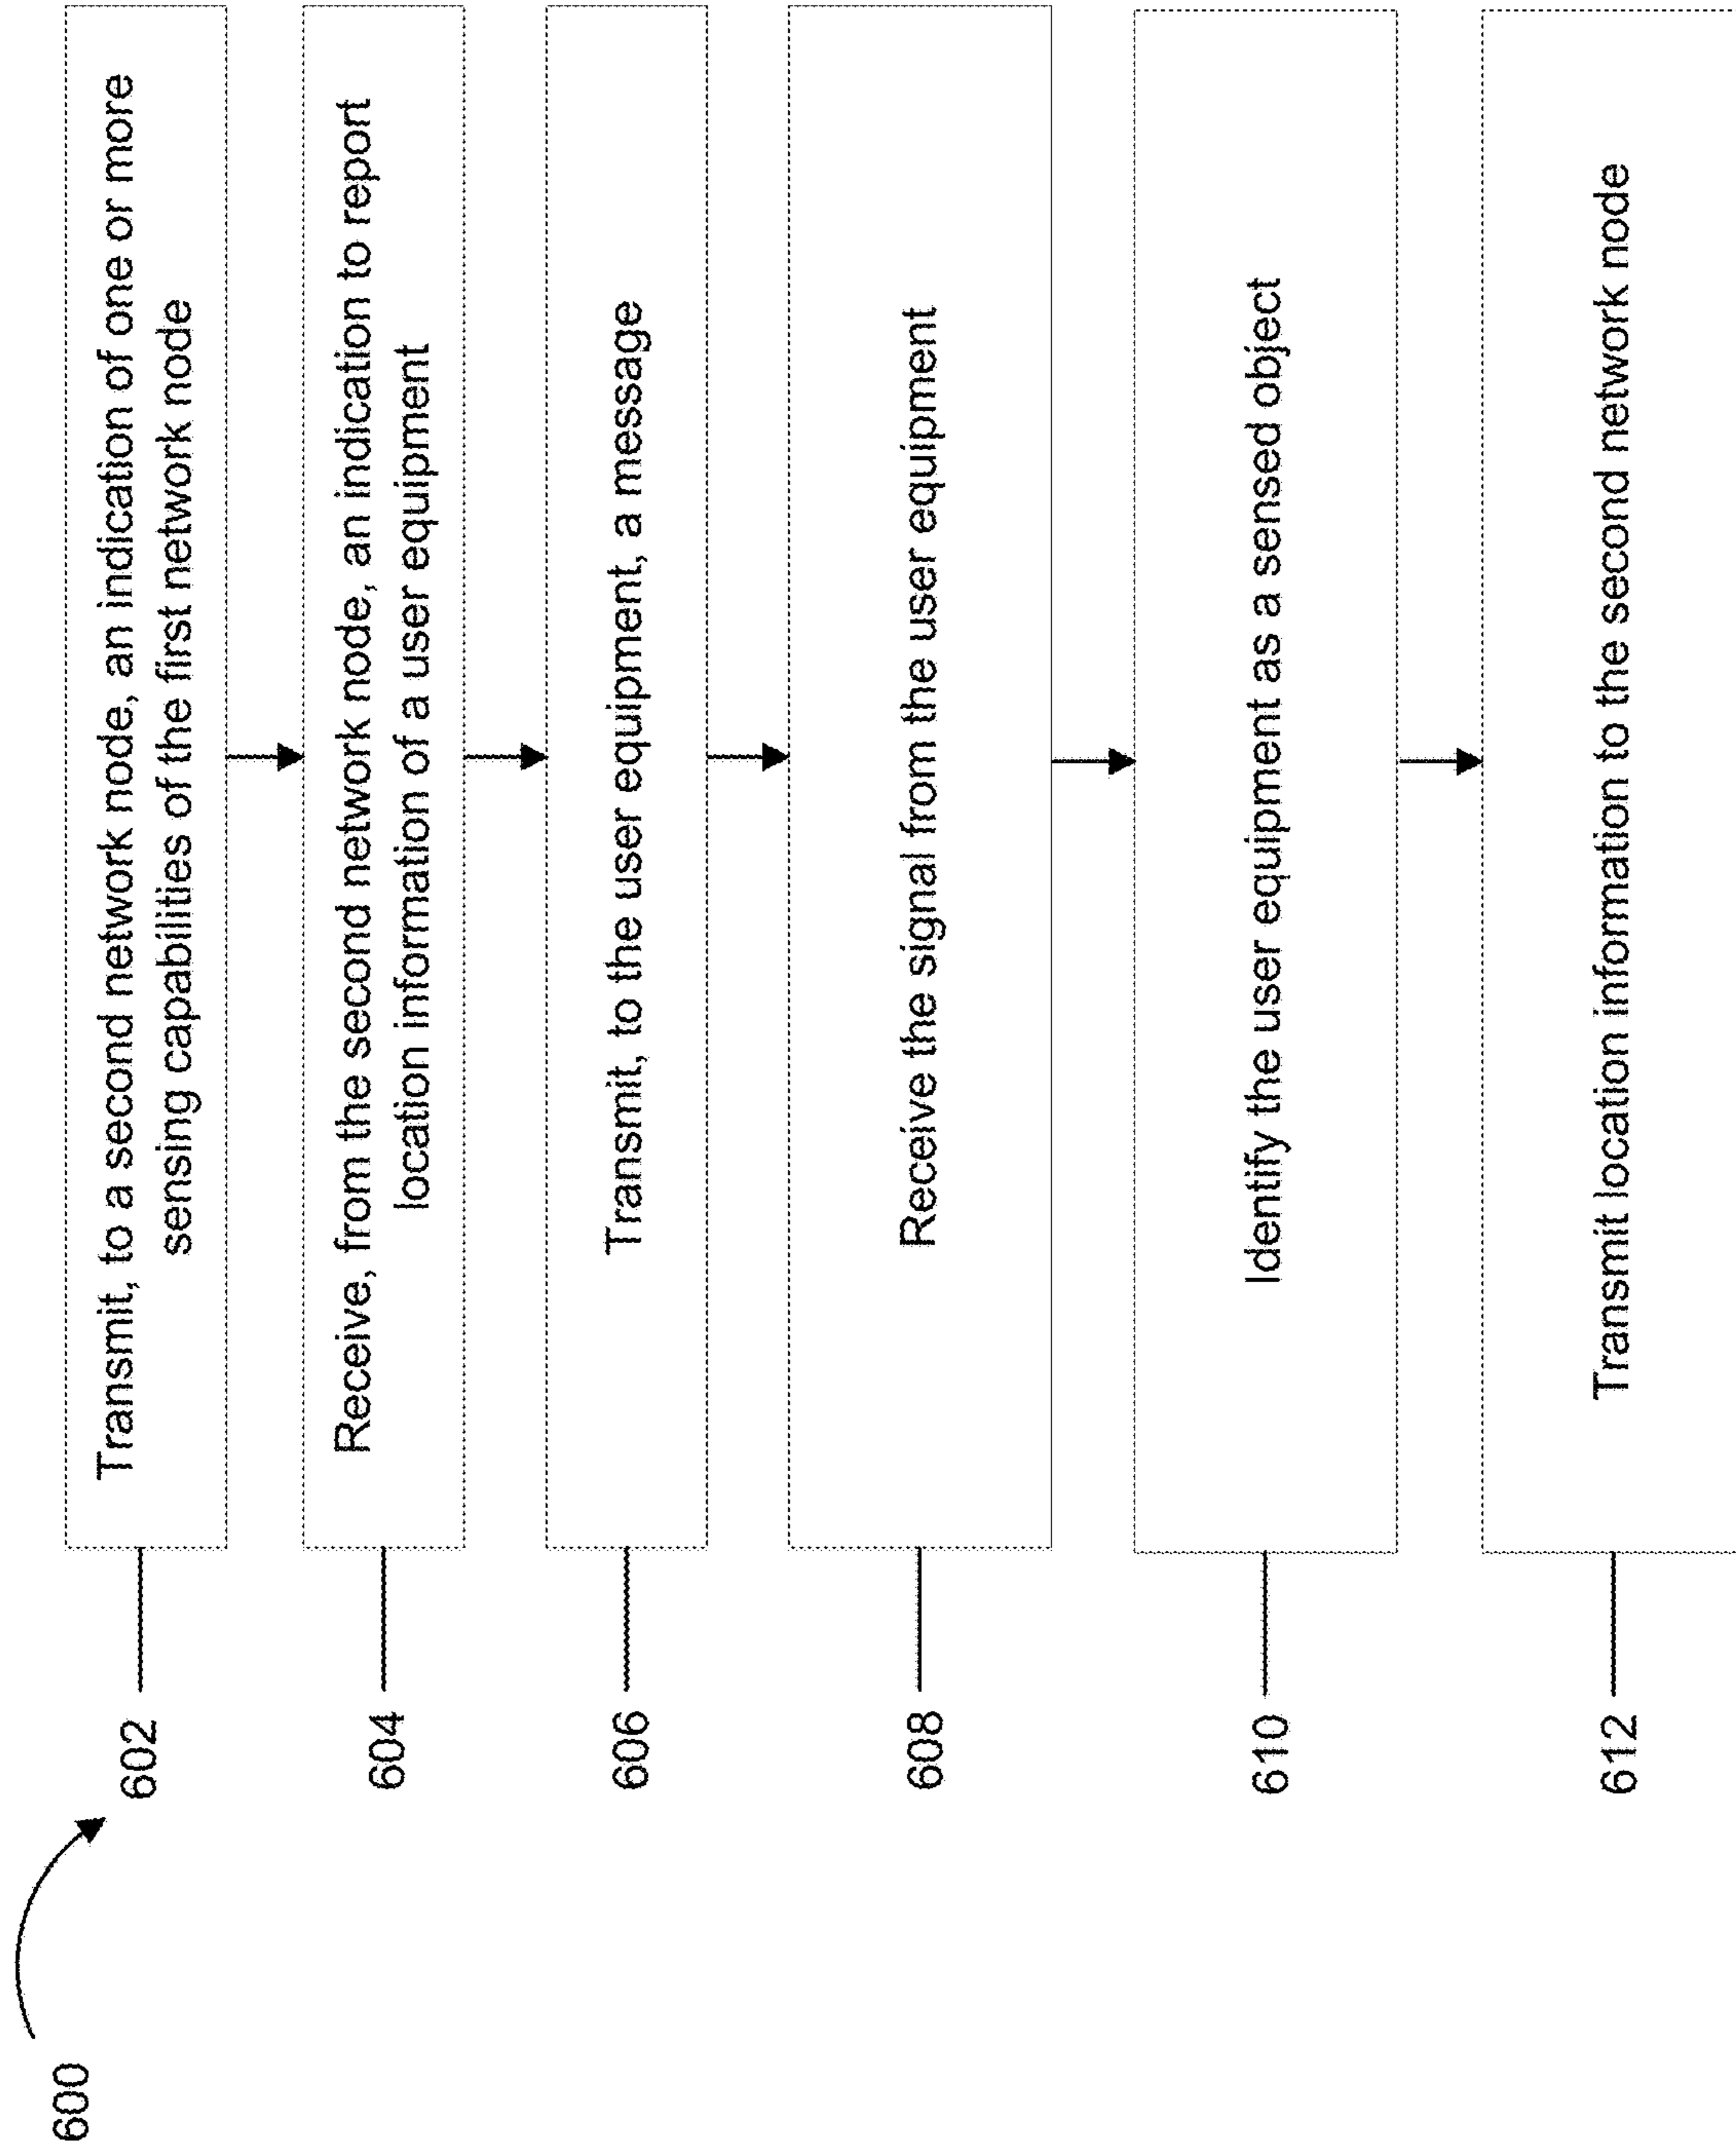 600
602
Transmit, to a second network node, an indication of one or more
sensing capabilities of the first network node
604
Receive, from the second network node, an indication to report
location information of a user equipment
606
Transmit, to the user equipment, a message
608
Receive the signal from the user equipment
610
Identify the user equipment as a sensed object
612
Transmit location information to the second network node